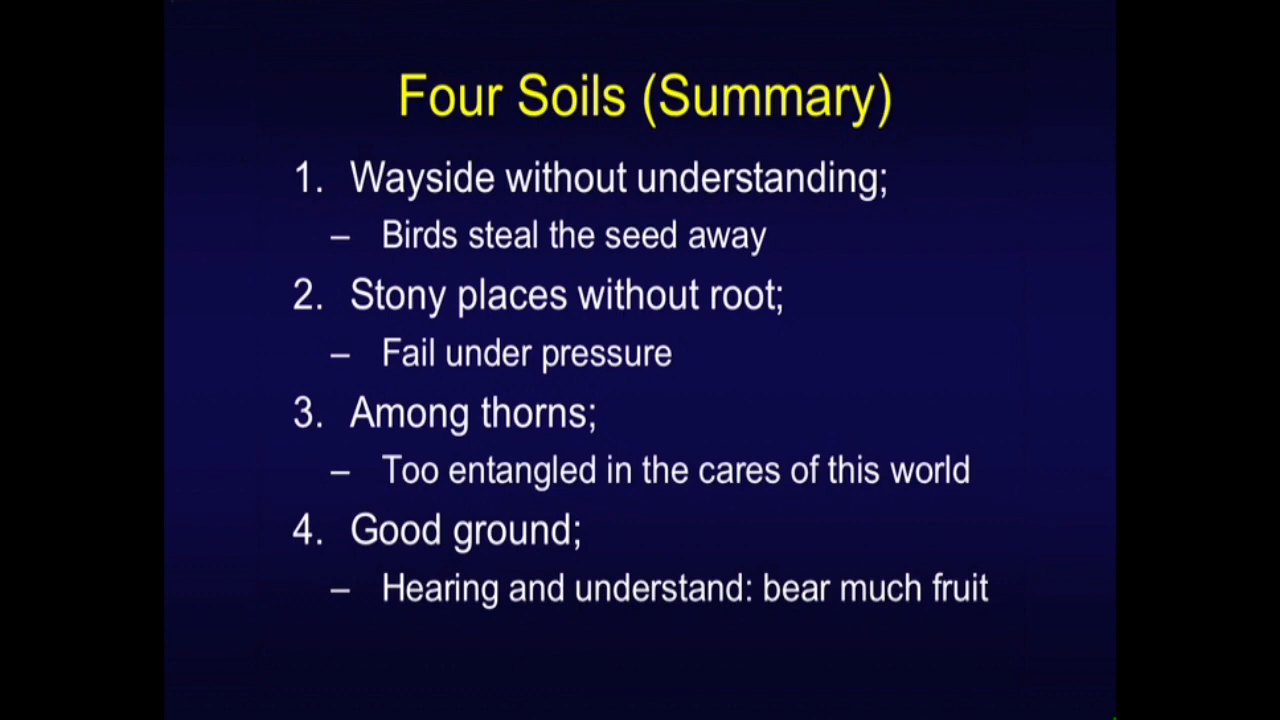 Four Soils (Summary)
1. Wayside without understanding;
– Birds steal the seed away
2. Stony places without root;
– Fail under pressure
3. Among thorns;
– Too entangled in the cares of this world
4. Good ground;
– Hearing and understand: bear much fruit